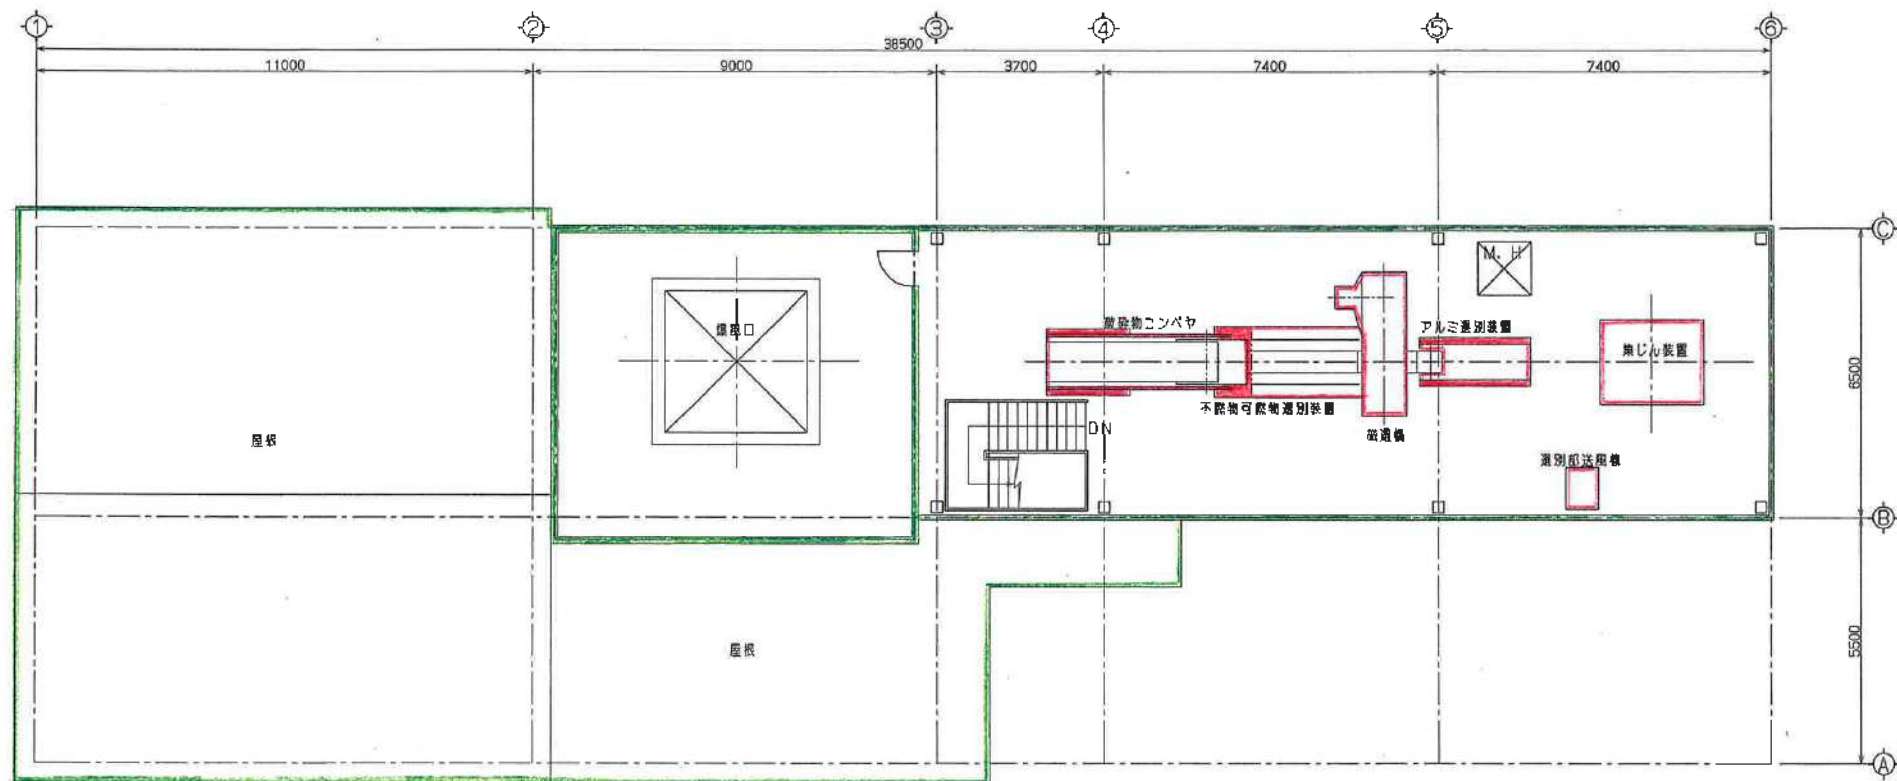 ① ② ③ ④ ⑤ ⑥
38500
11000 9000 3700 7400 7400
Ⓒ
M. H
爆風口
破砕物コンベヤ
アルミ選別装置
集じん装置
6500
不燃物可燃物選別装置
DN
磁選機
屋根
選別部送風機
Ⓑ
屋根
5500
Ⓐ